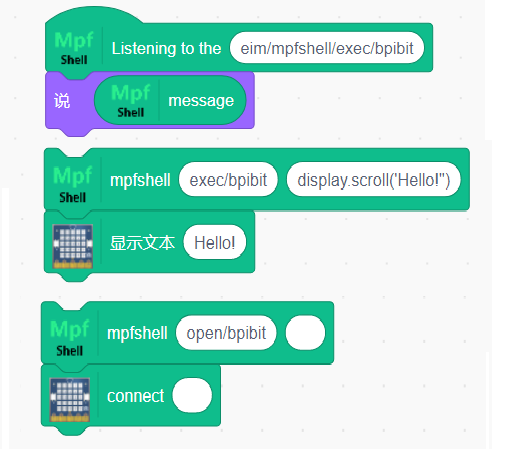 Mpf Shell Listening to the eim/mpfshell/exec/bpibit
说 Mpf Shell message
Mpf Shell mpfshell exec/bpibit display.scroll('Hello!")
显示文本 Hello!
Mpf Shell mpfshell open/bpibit
connect